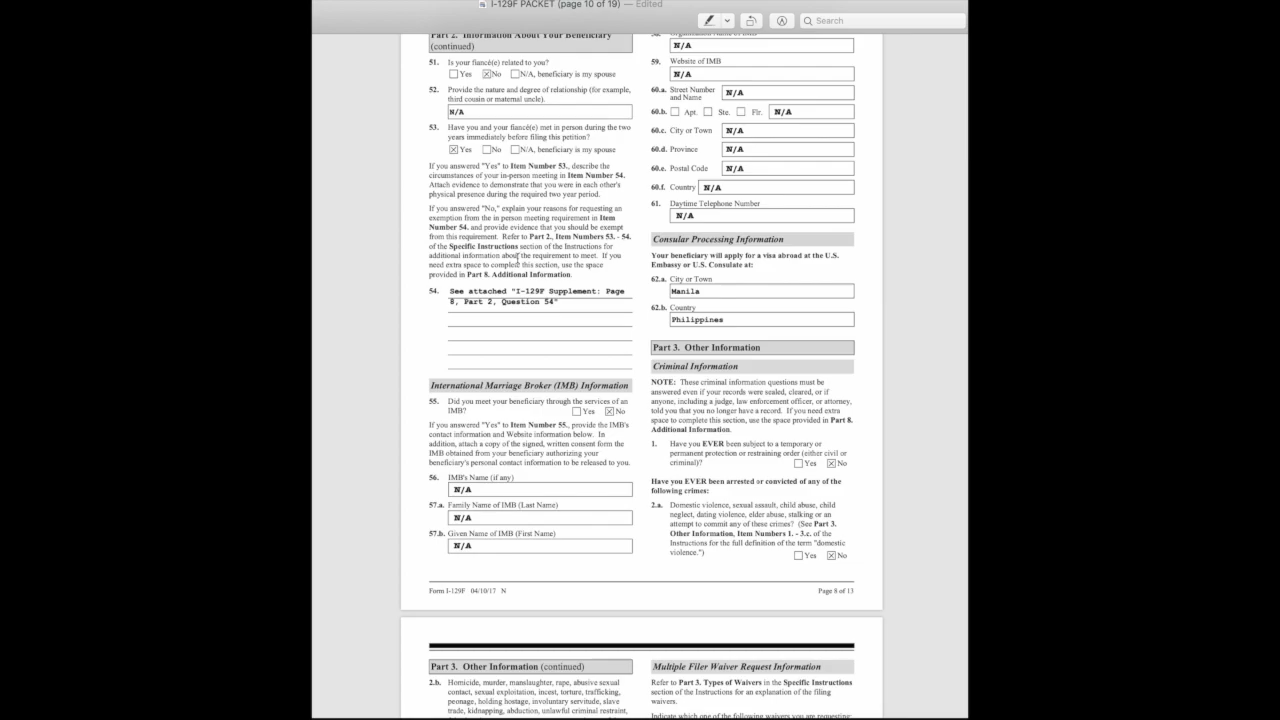 I-129F PACKET (page 10 of 19) — Edited
Search
Part 2. Information About Your Beneficiary
(continued)
51. Is your fiancé(e) related to you?
Yes No N/A, beneficiary is my spouse
52. Provide the nature and degree of relationship (for example,
third cousin or maternal uncle).
N/A
53. Have you and your fiancé(e) met in person during the two
years immediately before filing this petition?
Yes No N/A, beneficiary is my spouse
If you answered "Yes" to Item Number 53., describe the
circumstances of your in-person meeting in Item Number 54.
Attach evidence to demonstrate that you were in each other's
physical presence during the required two year period.
If you answered "No," explain your reasons for requesting an
exemption from the in person meeting requirement in Item
Number 54. and provide evidence that you should be exempt
from this requirement. Refer to Part 2., Item Numbers 53. - 54.
of the Specific Instructions section of the Instructions for
additional information about the requirement to meet. If you
need extra space to complete this section, use the space
provided in Part 8. Additional Information.
54. See attached "I-129F Supplement: Page
8, Part 2, Question 54"
International Marriage Broker (IMB) Information
55. Did you meet your beneficiary through the services of an
IMB? Yes No
If you answered "Yes" to Item Number 55., provide the IMB's
contact information and Website information below. In
addition, attach a copy of the signed, written consent form the
IMB obtained from your beneficiary authorizing your
beneficiary's personal contact information to be released to you.
56. IMB's Name (if any)
N/A
57.a. Family Name of IMB (Last Name)
N/A
57.b. Given Name of IMB (First Name)
N/A
N/A
59. Website of IMB
N/A
60.a. Street Number
and Name
N/A
60.b. Apt. Ste. Flr. N/A
60.c. City or Town N/A
60.d. Province N/A
60.e. Postal Code N/A
60.f. Country N/A
61. Daytime Telephone Number
N/A
Consular Processing Information
Your beneficiary will apply for a visa abroad at the U.S.
Embassy or U.S. Consulate at:
62.a. City or Town
Manila
62.b. Country
Philippines
Part 3. Other Information
Criminal Information
NOTE: These criminal information questions must be
answered even if your records were sealed, cleared, or if
anyone, including a judge, law enforcement officer, or attorney,
told you that you no longer have a record. If you need extra
space to complete this section, use the space provided in Part 8.
Additional Information.
1. Have you EVER been subject to a temporary or
permanent protection or restraining order (either civil or
criminal)? Yes No
Have you EVER been arrested or convicted of any of the
following crimes:
2.a. Domestic violence, sexual assault, child abuse, child
neglect, dating violence, elder abuse, stalking or an
attempt to commit any of these crimes? (See Part 3.
Other Information, Item Numbers 1. - 3.c. of the
Instructions for the full definition of the term "domestic
violence.") Yes No
Form I-129F 04/10/17 N
Page 8 of 13
Part 3. Other Information (continued)
2.b. Homicide, murder, manslaughter, rape, abusive sexual
contact, sexual exploitation, incest, torture, trafficking,
peonage, holding hostage, involuntary servitude, slave
trade, kidnapping, abduction, unlawful criminal restraint,
Multiple Filer Waiver Request Information
Refer to Part 3. Types of Waivers in the Specific Instructions
section of the Instructions for an explanation of the filing
waivers.
Indicate which one of the following waivers you are requesting: